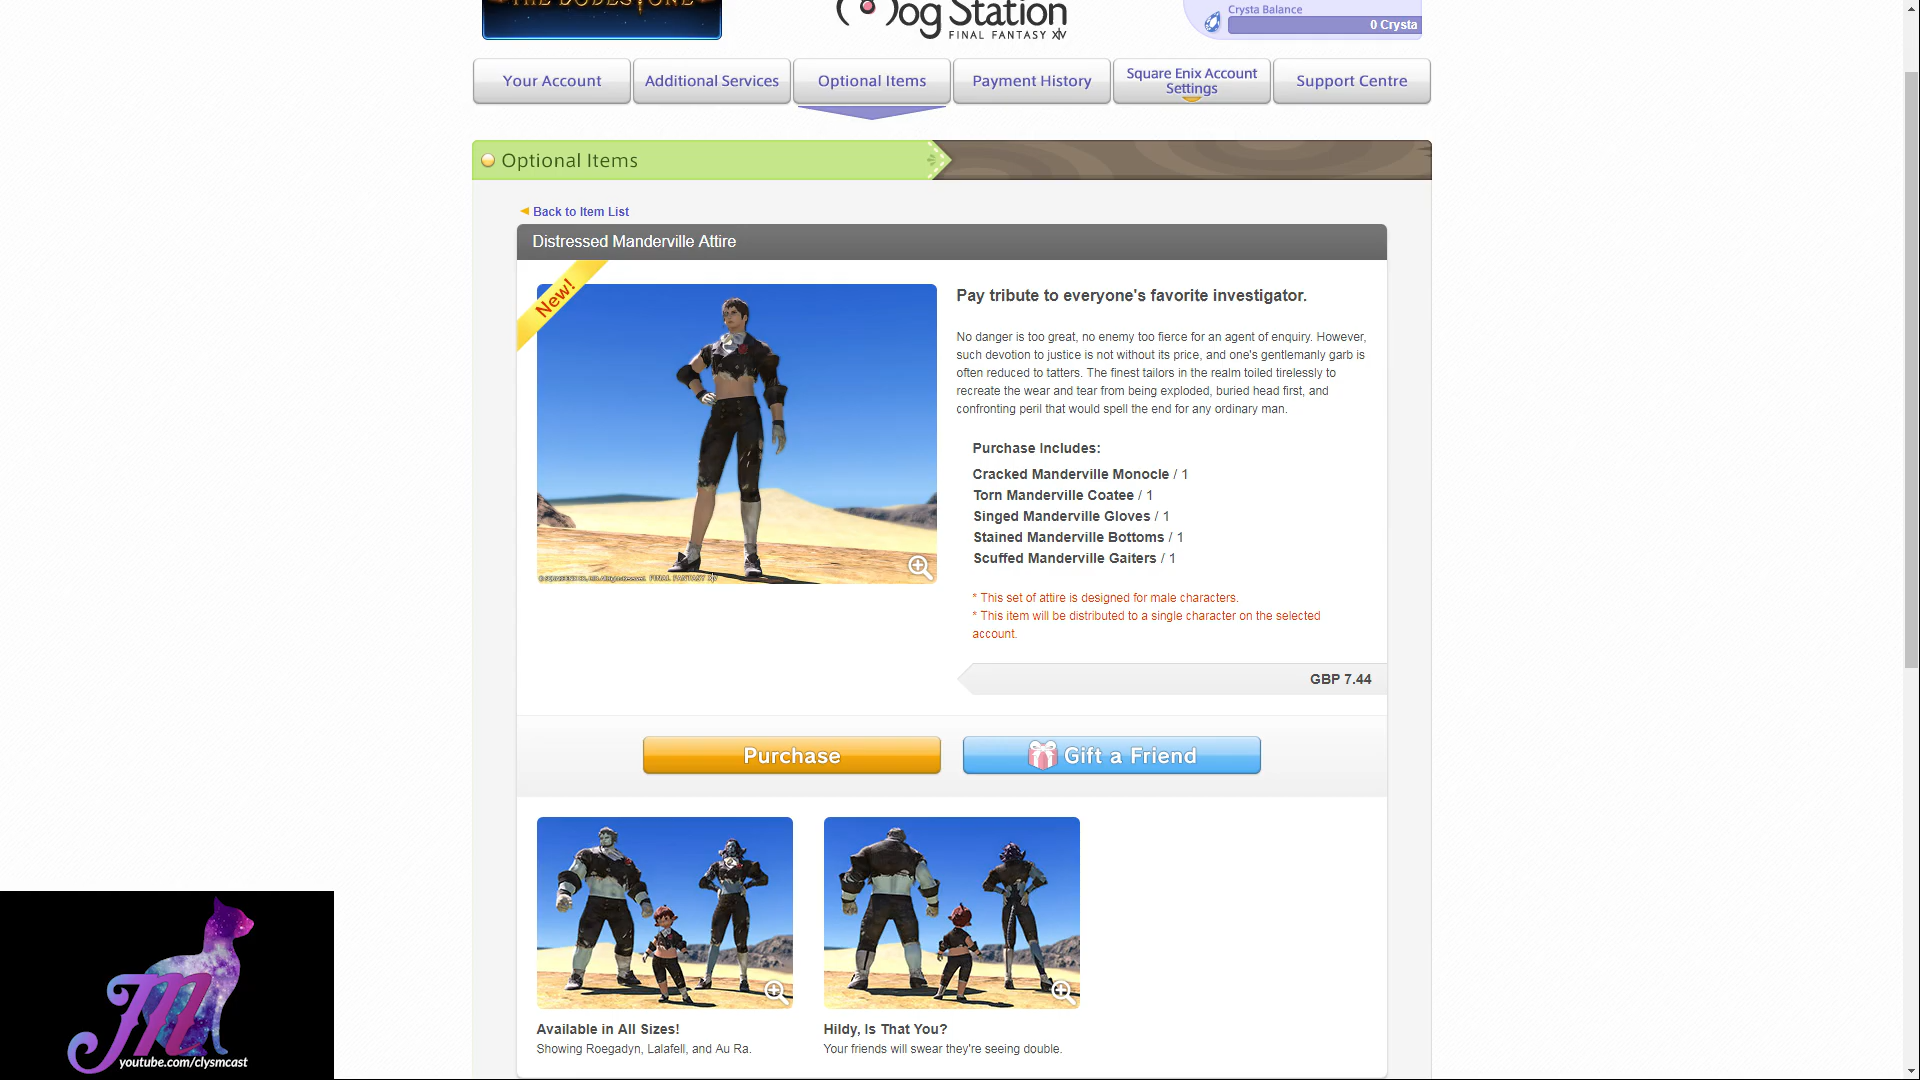 THE LODESTONE
og Station
FINAL FANTASY XIV
Crysta Balance
0 Crysta
Your Account
Additional Services
Optional Items
Payment History
Square Enix Account
Settings
Support Centre
Optional Items
Back to Item List
Distressed Manderville Attire
New!
Pay tribute to everyone's favorite investigator.
No danger is too great, no enemy too fierce for an agent of enquiry. However,
such devotion to justice is not without its price, and one's gentlemanly garb is
often reduced to tatters. The finest tailors in the realm toiled tirelessly to
recreate the wear and tear from being exploded, buried head first, and
confronting peril that would spell the end for any ordinary man.
Purchase Includes:
Cracked Manderville Monocle / 1
Torn Manderville Coatee / 1
Singed Manderville Gloves / 1
Stained Manderville Bottoms / 1
Scuffed Manderville Gaiters / 1
* This set of attire is designed for male characters.
* This item will be distributed to a single character on the selected
account.
FINAL FANTASY XIV
GBP 7.44
Purchase
Gift a Friend
Available in All Sizes!
Showing Roegadyn, Lalafell, and Au Ra.
Hildy, Is That You?
Your friends will swear they're seeing double.
M
youtube.com/clysmcast